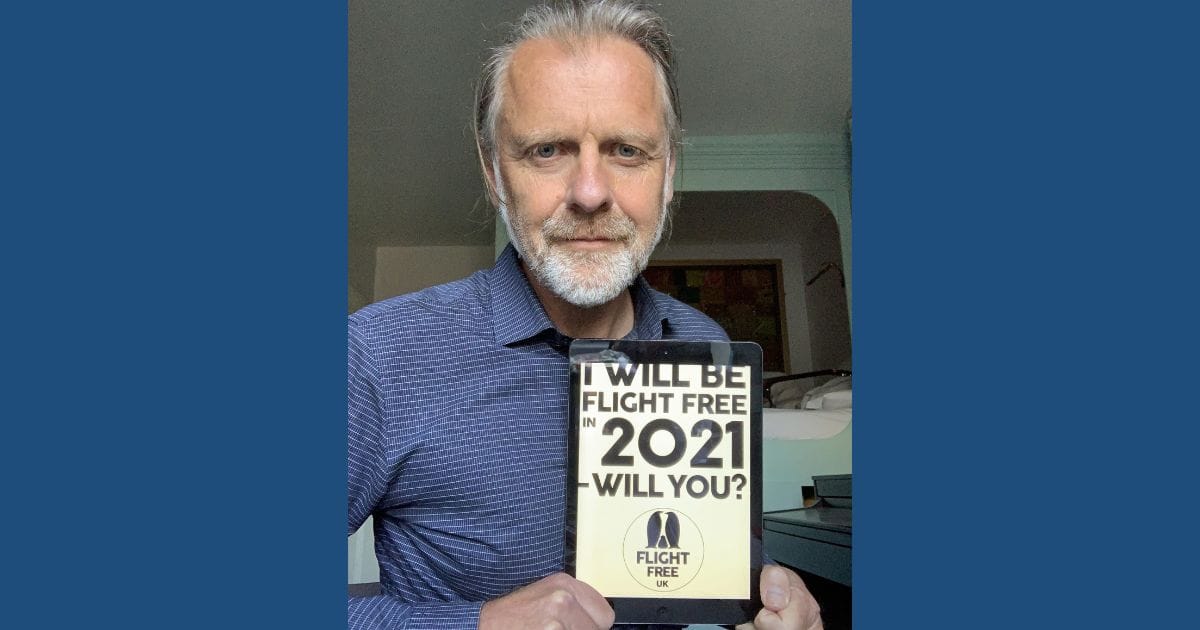 I WILL BE
FLIGHT FREE
IN 2021
-WILL YOU?
FLIGHT
FREE
UK